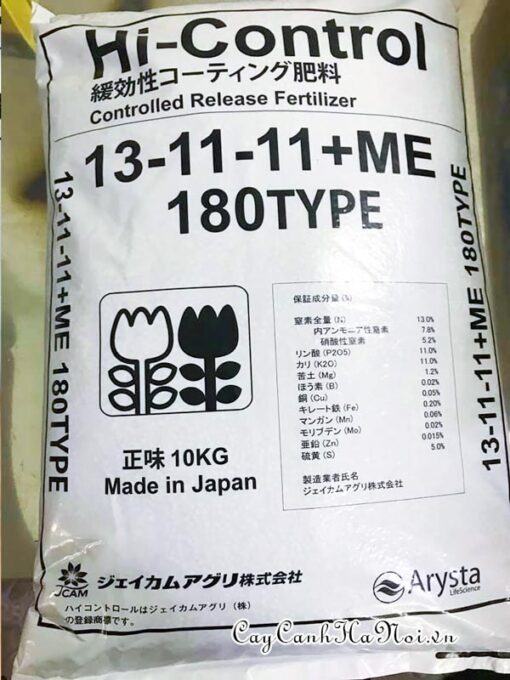 Hi-Control
緩効性コーティング肥料
Controlled Release Fertilizer
13-11-11+ME
180TYPE
13-11-11+ME 180TYPE
13-11-11+ME 180TYPE
保証成分量 (%)
窒素全量 (N) 13.0%
内アンモニア性窒素 7.8%
硝酸性窒素 5.2%
リン酸 (P2O5) 11.0%
カリ (K2O) 11.0%
苦土 (Mg) 1.2%
ほう素 (B) 0.02%
銅 (Cu) 0.05%
キレート鉄 (Fe) 0.20%
マンガン (Mn) 0.06%
モリブデン (Mo) 0.02%
亜鉛 (Zn) 0.015%
硫黄 (S) 5.0%
製造業者氏名
ジェイカムアグリ株式会社
正味 10KG
Made in Japan
JCAM
ジェイカムアグリ株式会社
Arysta
LifeScience
ハイコントロールはジェイカムアグリ (株)
の登録商標です。
CayCanhHaNoi.vn